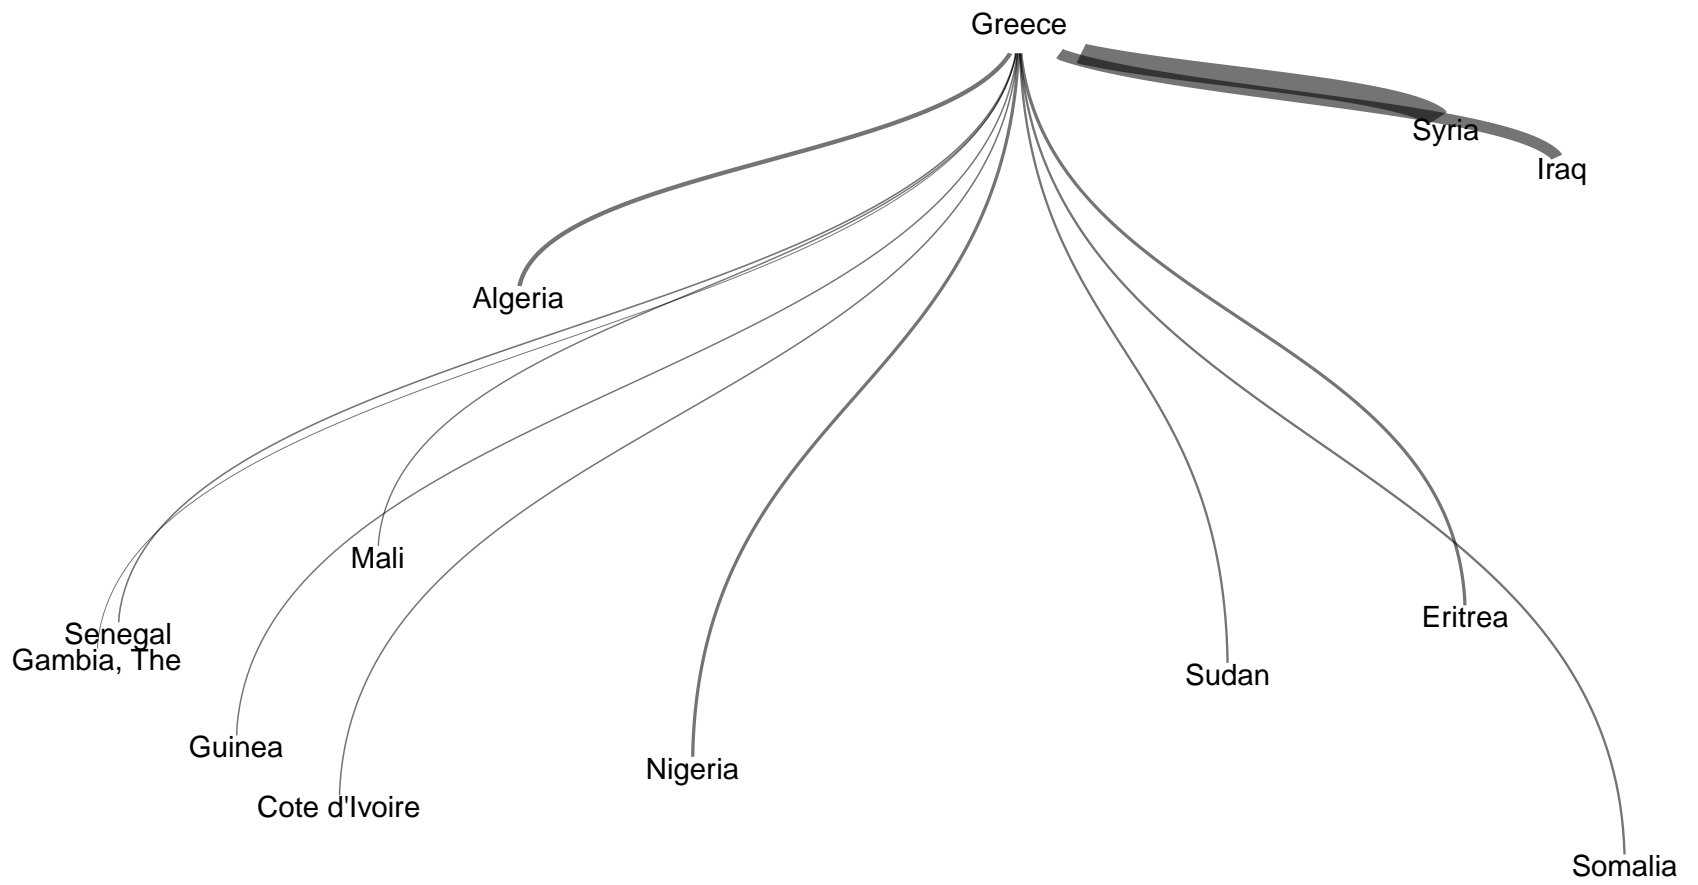 Greece
Syria
Iraq
Algeria
Mali
Senegal
Gambia, The
Eritrea
Sudan
Guinea
Nigeria
Cote d'Ivoire
Somalia